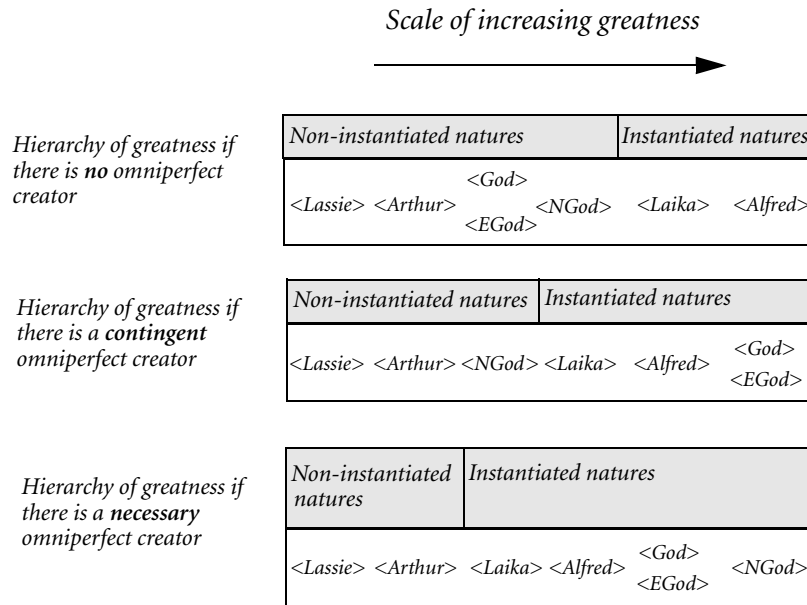 Scale of increasing greatness
Hierarchy of greatness if
there is no omniperfect
creator
Non-instantiated natures Instantiated natures
<God>
<Lassie> <Arthur> <NGod> <Laika> <Alfred>
<EGod>
Hierarchy of greatness if
there is a contingent
omniperfect creator
Non-instantiated natures Instantiated natures
<God>
<Lassie> <Arthur> <NGod> <Laika> <Alfred>
<EGod>
Hierarchy of greatness if
there is a necessary
omniperfect creator
Non-instantiated
natures
Instantiated natures
<God>
<Lassie> <Arthur> <Laika> <Alfred> <NGod>
<EGod>